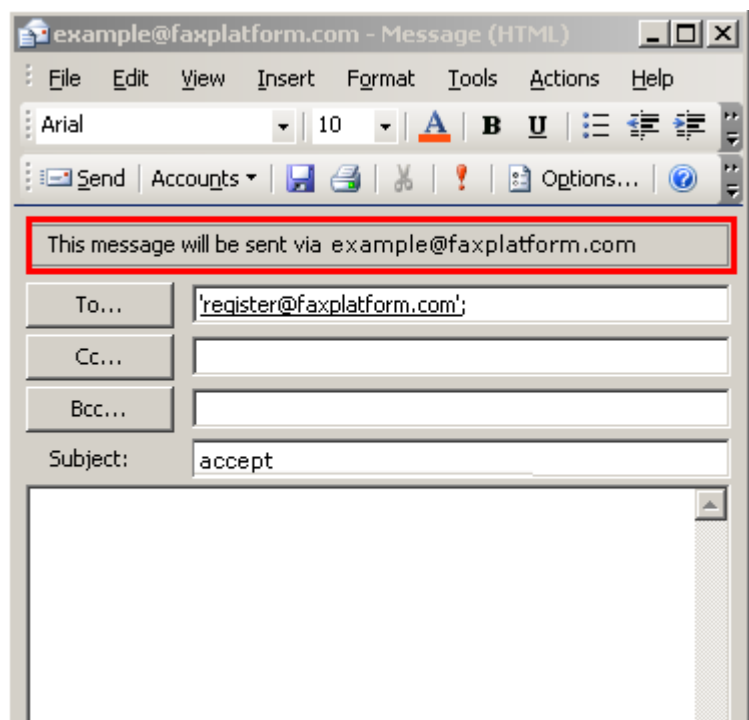 example@faxplatform.com - Message (HTML)
File Edit View Insert Format Tools Actions Help
Arial 10 A B U
Send Accounts Options...
This message will be sent via example@faxplatform.com
To... 'register@faxplatform.com';
Cc...
Bcc...
Subject: accept